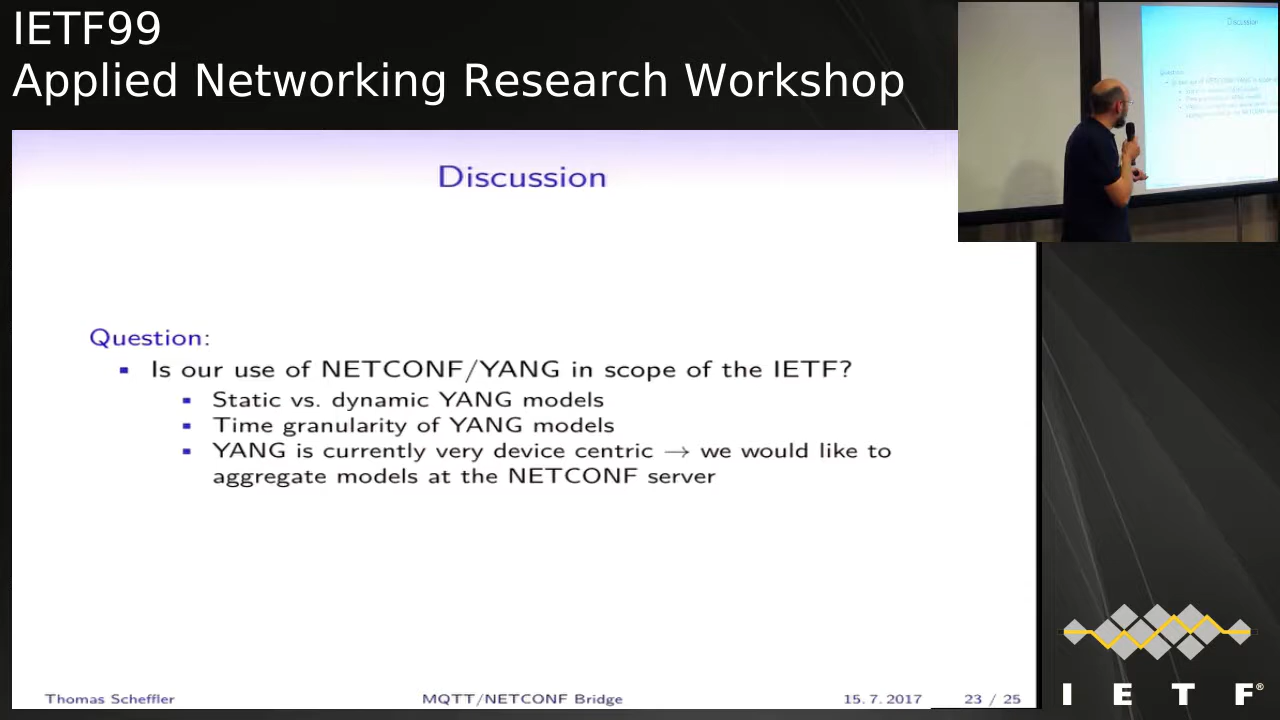 IETF99
Applied Networking Research Workshop
Discussion
Question:
Is our use of NETCONF/YANG in scope of the IETF?
Static vs. dynamic YANG models
Time granularity of YANG models
YANG is currently very device centric → we would like to
aggregate models at the NETCONF server
Thomas Scheffler
MQTT/NETCONF Bridge
15. 7. 2017
23 / 25
Discussion
Question:
I E T F®